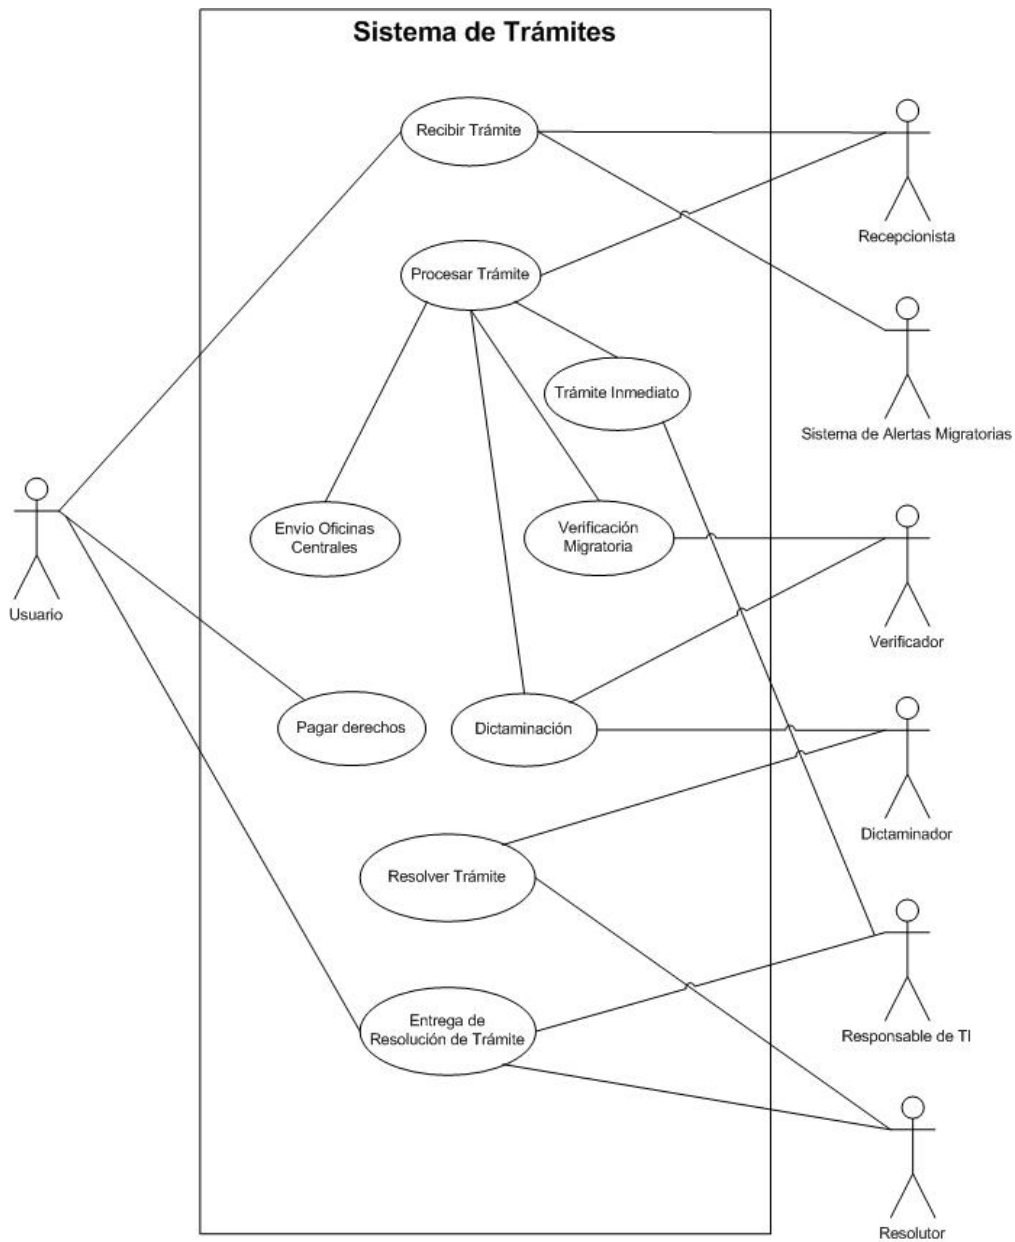 Sistema de Trámites
Recibir Trámite
Recepcionista
Procesar Trámite
Trámite Inmediato
Sistema de Alertas Migratorias
Envío Oficinas
Centrales
Verificación
Migratoria
Usuario
Verificador
Pagar derechos
Dictaminación
Dictaminador
Resolver Trámite
Entrega de
Resolución de Trámite
Responsable de TI
Resolutor